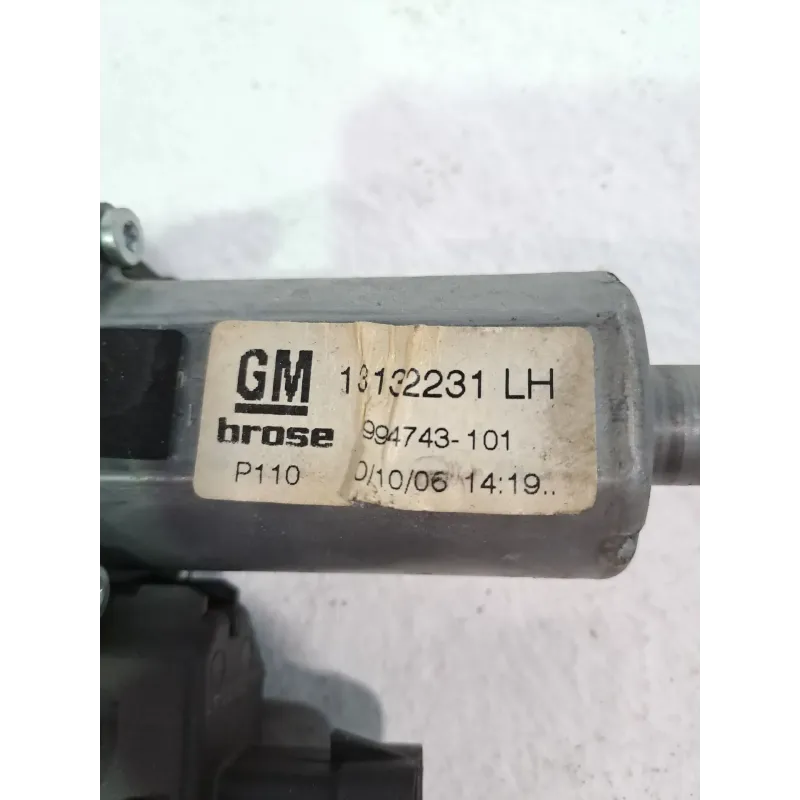 GM 13132231 LH
brose 994743-101
P110 0/10/06 14:19..